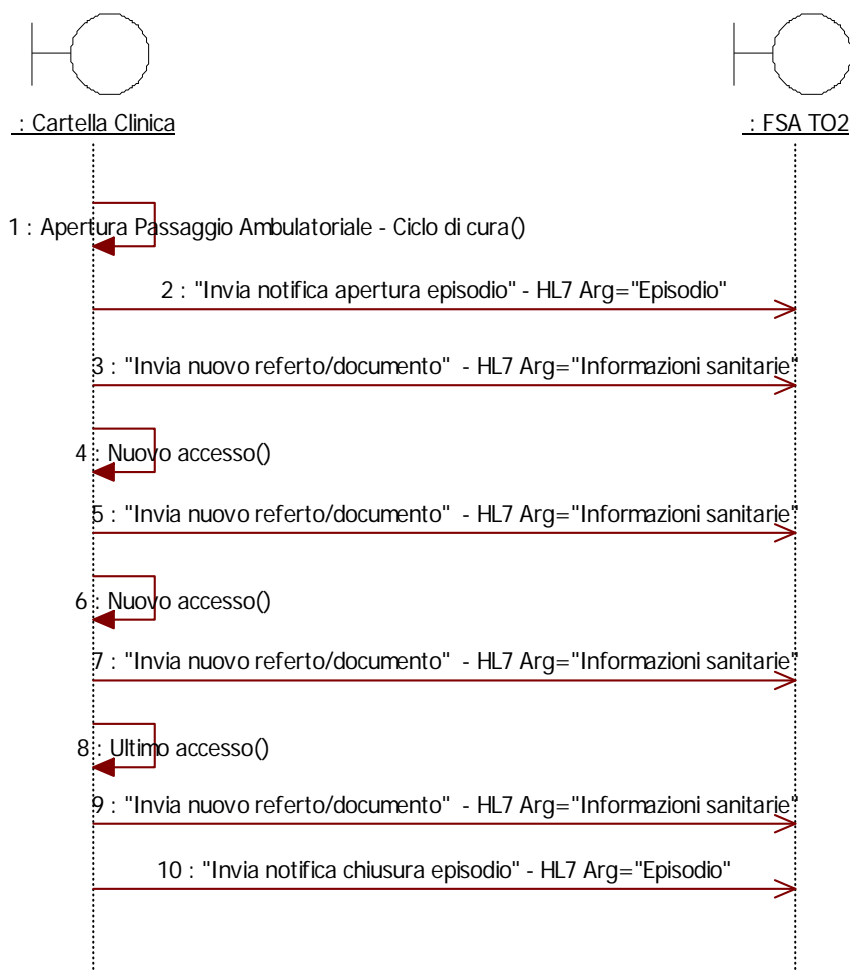 : Cartella Clinica
: FSA TO2
1 : Apertura Passaggio Ambulatoriale - Ciclo di cura()
2 : "Invia notifica apertura episodio" - HL7 Arg="Episodio"
3 : "Invia nuovo referto/documento"  - HL7 Arg="Informazioni sanitarie"
4 : Nuovo accesso()
5 : "Invia nuovo referto/documento"  - HL7 Arg="Informazioni sanitarie"
6 : Nuovo accesso()
7 : "Invia nuovo referto/documento"  - HL7 Arg="Informazioni sanitarie"
8 : Ultimo accesso()
9 : "Invia nuovo referto/documento"  - HL7 Arg="Informazioni sanitarie"
10 : "Invia notifica chiusura episodio" - HL7 Arg="Episodio"